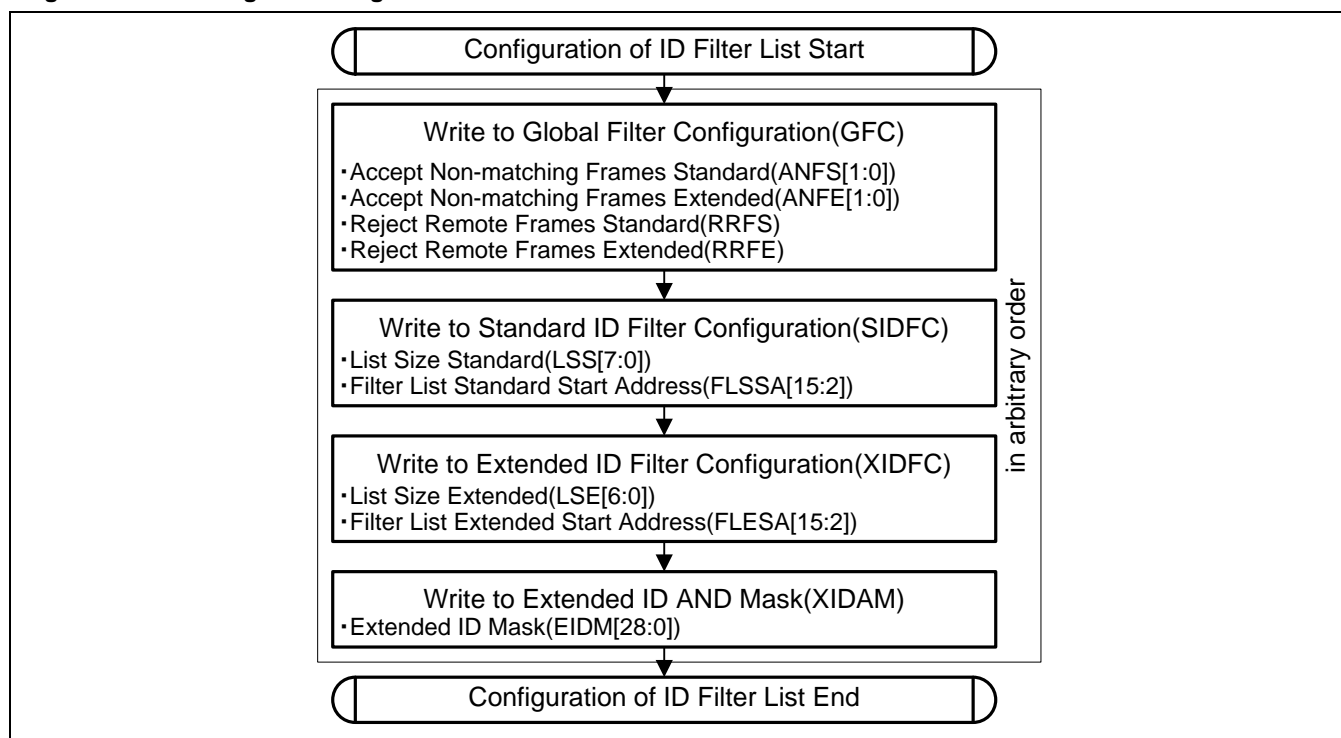 Configuration of ID Filter List Start
Write to Global Filter Configuration(GFC)
・Accept Non-matching Frames Standard(ANFS[1:0])
・Accept Non-matching Frames Extended(ANFE[1:0])
・Reject Remote Frames Standard(RRFS)
・Reject Remote Frames Extended(RRFE)
Write to Standard ID Filter Configuration(SIDFC)
・List Size Standard(LSS[7:0])
・Filter List Standard Start Address(FLSSA[15:2])
Write to Extended ID Filter Configuration(XIDFC)
・List Size Extended(LSE[6:0])
・Filter List Extended Start Address(FLESA[15:2])
Write to Extended ID AND Mask(XIDAM)
・Extended ID Mask(EIDM[28:0])
in arbitrary order
Configuration of ID Filter List End